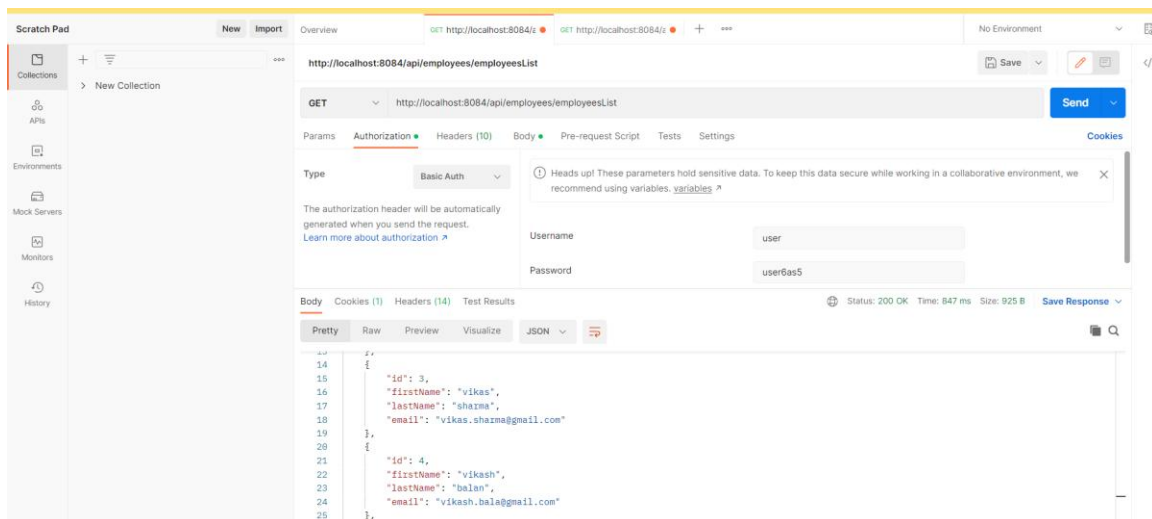 Scratch Pad
New
Import
Overview
GET http://localhost:8084/a
GET http://localhost:8084/a
No Environment
Collections
APIs
Environments
Mock Servers
Monitors
History
New Collection
http://localhost:8084/api/employees/employeesList
Save
GET
http://localhost:8084/api/employees/employeesList
Send
Params Authorization Headers (10) Body Pre-request Script Tests Settings
Cookies
Type
Basic Auth
The authorization header will be automatically
generated when you send the request.
Learn more about authorization ↗
Heads up! These parameters hold sensitive data. To keep this data secure while working in a collaborative environment, we
recommend using variables. variables ↗
Username
user
Password
user6as5
Body Cookies (1) Headers (14) Test Results
Status: 200 OK Time: 847 ms Size: 925 B Save Response
Pretty Raw Preview Visualize JSON
13 },
14 {
15 "id": 3,
16 "firstName": "vikas",
17 "lastName": "sharma",
18 "email": "vikas.sharma@gmail.com"
19 },
20 {
21 "id": 4,
22 "firstName": "vikash",
23 "lastName": "balan",
24 "email": "vikash.bala@gmail.com"
25 },